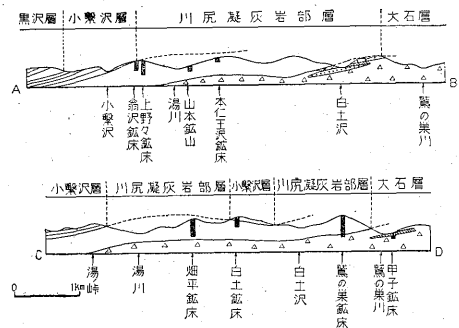 黒沢層 小繋沢層 川尻凝灰岩部層 大石層
A B
小繋沢
翁沢鉱床
上野々鉱床
湯川
山本鉱山
本仁王沢鉱床
白土沢
鷲の巣川
小繋沢層 川尻凝灰岩部層 小繋沢層 川尻凝灰岩部層 大石層
C D
湯峠
湯川
畑平鉱床
白土鉱床
白土沢
鷲の巣鉱床
鷲の巣川
甲子鉱床
0 1km